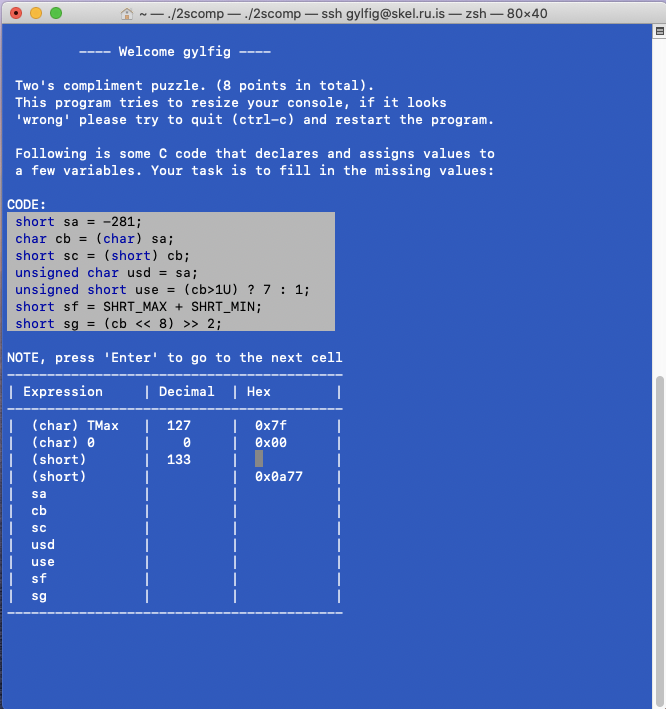 ~ — ./2scomp — ./2scomp — ssh gylfig@skel.ru.is — zsh — 80×40
---- Welcome gylfig ----
Two's compliment puzzle. (8 points in total).
This program tries to resize your console, if it looks
'wrong' please try to quit (ctrl-c) and restart the program.
Following is some C code that declares and assigns values to
a few variables. Your task is to fill in the missing values:
CODE:
short sa = -281;
char cb = (char) sa;
short sc = (short) cb;
unsigned char usd = sa;
unsigned short use = (cb>1U) ? 7 : 1;
short sf = SHRT_MAX + SHRT_MIN;
short sg = (cb << 8) >> 2;
NOTE, press 'Enter' to go to the next cell
------------------------------------------
| Expression | Decimal | Hex |
------------------------------------------
| (char) TMax | 127 | 0x7f |
| (char) 0 | 0 | 0x00 |
| (short) | 133 | |
| (short) | | 0x0a77 |
| sa | | |
| cb | | |
| sc | | |
| usd | | |
| use | | |
| sf | | |
| sg | | |
------------------------------------------